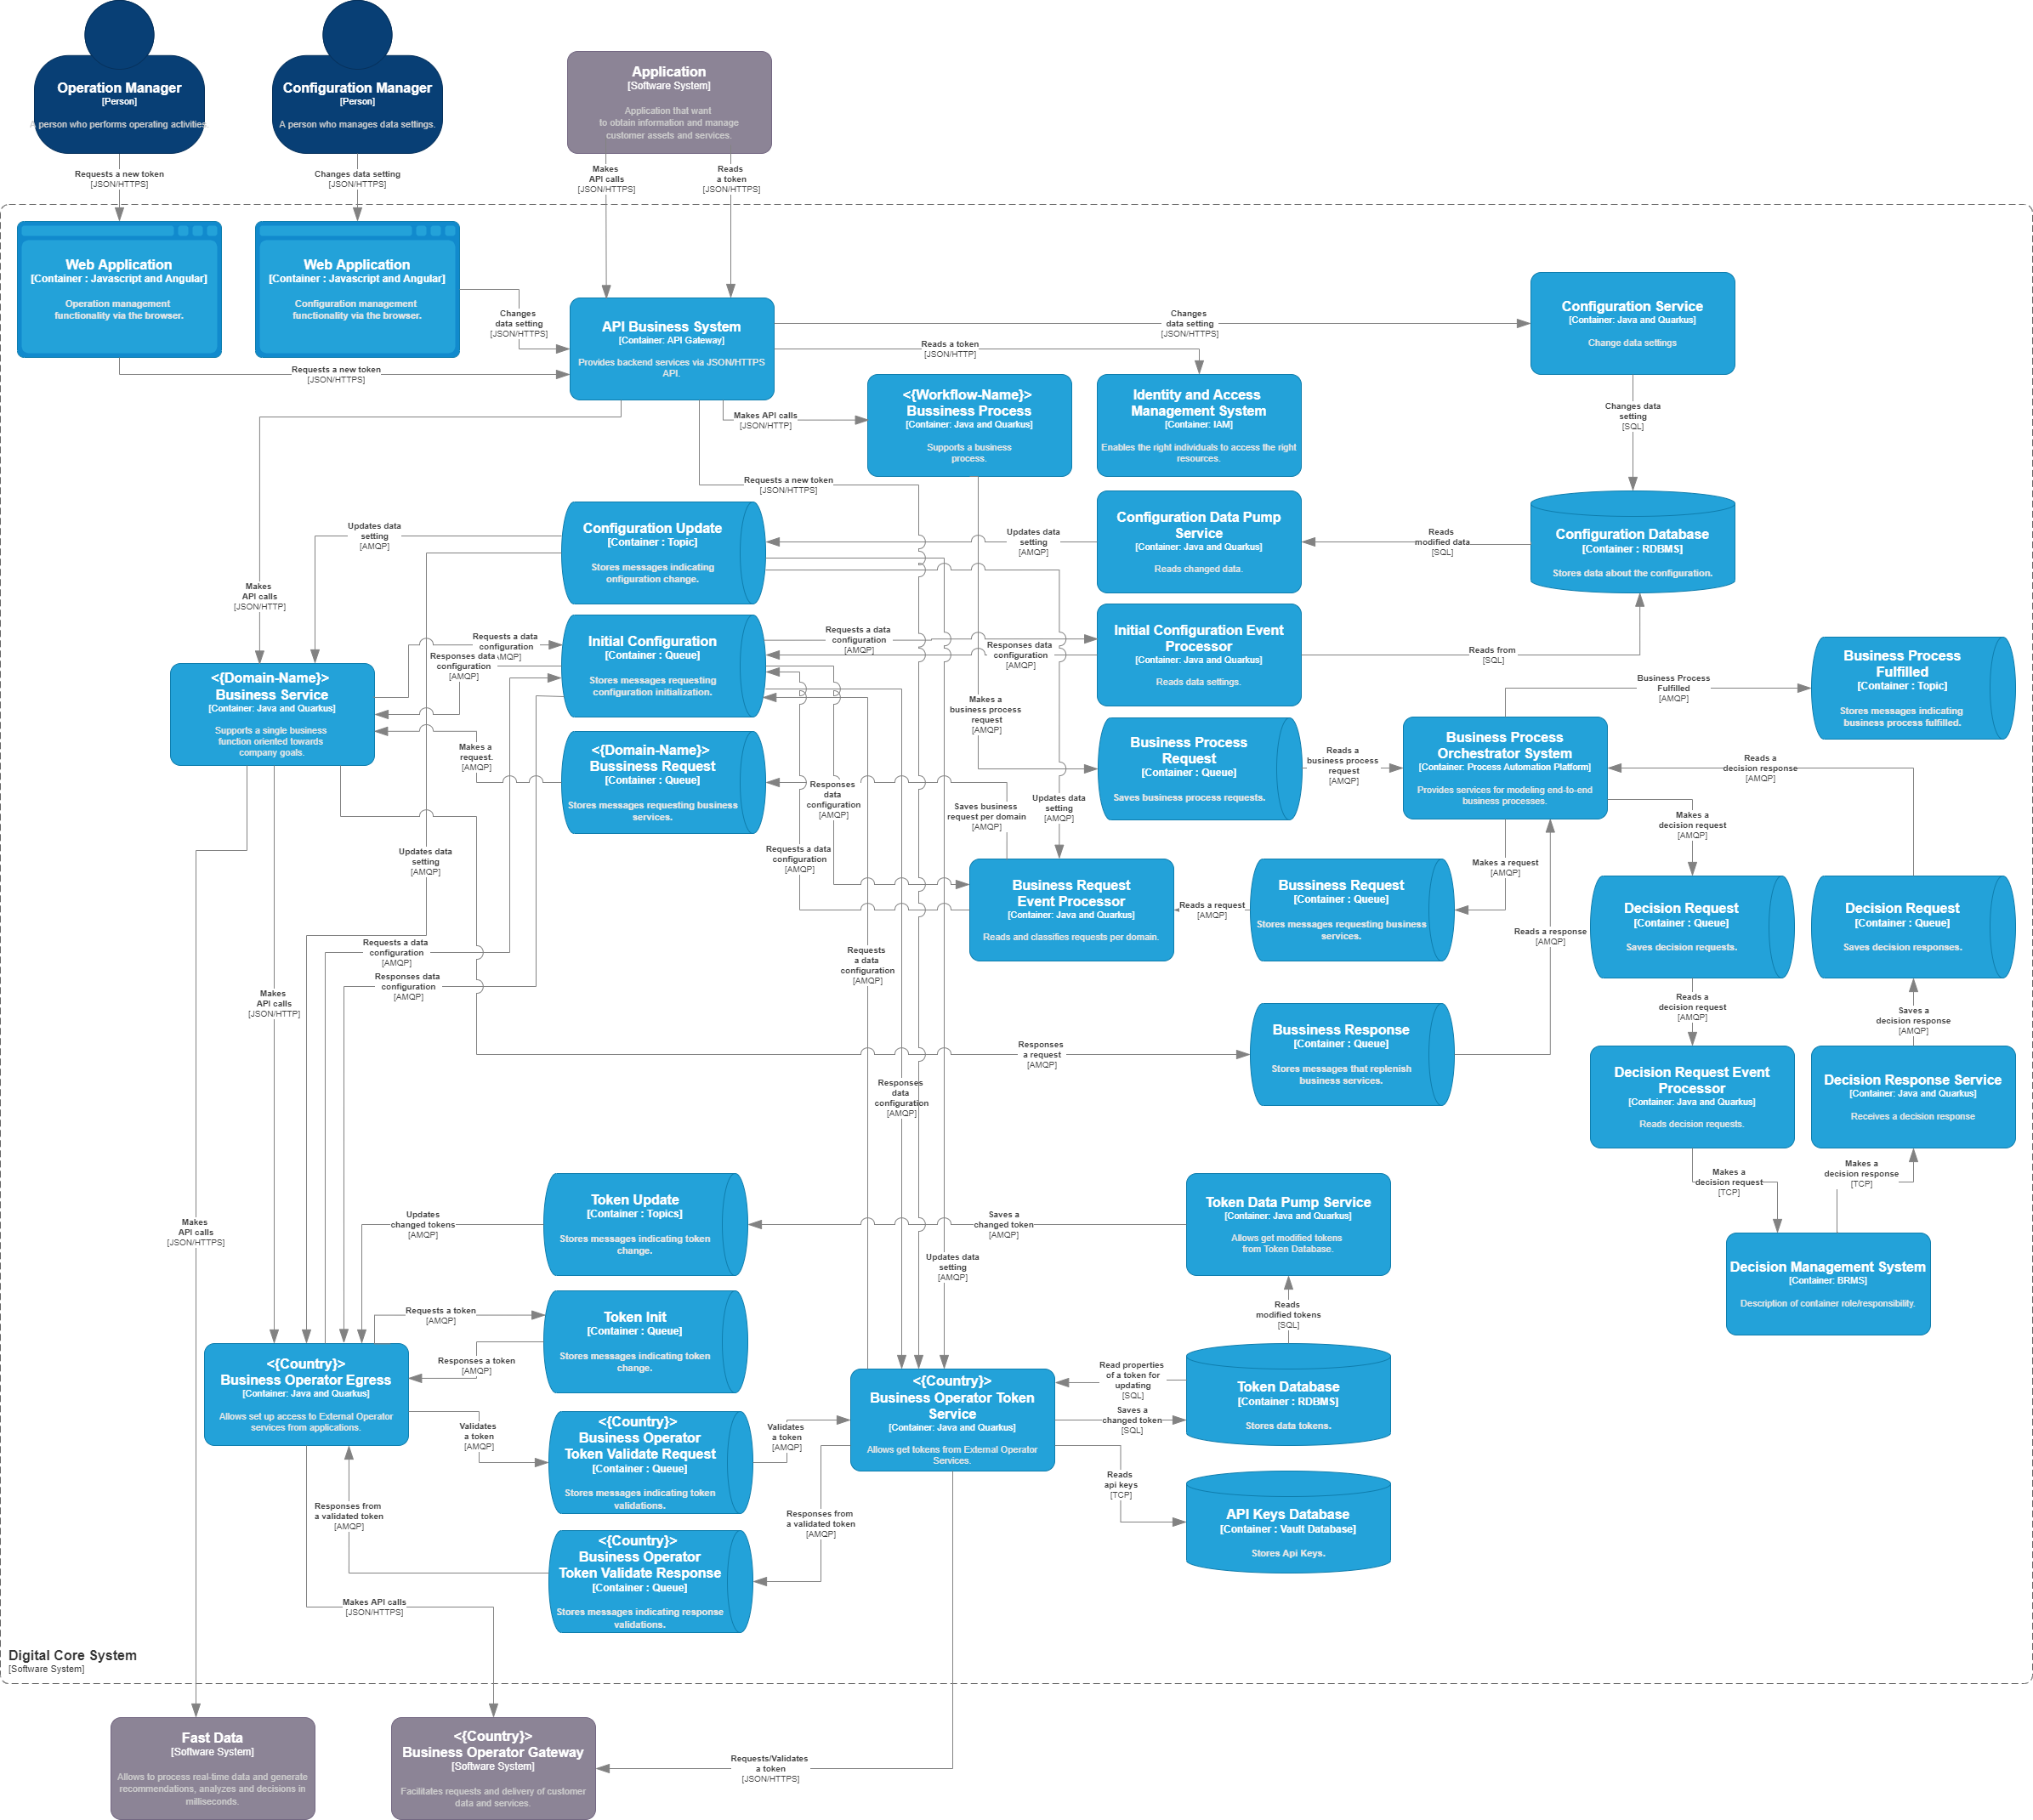 Operation Manager
[Person]
A person who performs operating activities
Configuration Manager
[Person]
A person who manages data settings.
Application
[Software System]
Application that want
to obtain information and manage
customer assets and services.
Requests a new token
[JSON/HTTPS]
Changes data setting
[JSON/HTTPS]
Makes
API calls
[JSON/HTTPS]
Reads
a token
[JSON/HTTPS]
Web Application
[Container : Javascript and Angular]
Operation management
functionality via the browser.
Web Application
[Container : Javascript and Angular]
Configuration management
functionality via the browser.
Changes
data setting
[JSON/HTTPS]
Requests a new token
[JSON/HTTPS]
API Business System
[Container: API Gateway]
Provides backend services via JSON/HTTPS
API.
Changes
data setting
[JSON/HTTPS]
Reads a token
[JSON/HTTP]
Configuration Service
[Container: Java and Quarkus]
Change data settings
Makes API calls
[JSON/HTTP]
<{Workflow-Name}>
Bussiness Process
[Container: Java and Quarkus]
Supports a business
process.
Identity and Access
Management System
[Container: IAM]
Enables the right individuals to access the right
resources.
Changes data
setting
[SQL]
Requests a new token
[JSON/HTTPS]
Configuration Update
[Container : Topic]
Stores messages indicating
onfiguration change.
Updates data
setting
[AMQP]
Updates data
setting
[AMQP]
Configuration Data Pump
Service
[Container: Java and Quarkus]
Reads changed data.
Reads
modified data
[SQL]
Configuration Database
[Container : RDBMS]
Stores data about the configuration.
Makes
API calls
[JSON/HTTP]
Requests a data
configuration
[AMQP]
Responses data
configuration
[AMQP]
Initial Configuration
[Container : Queue]
Stores messages requesting
configuration initialization.
Requests a data
configuration
[AMQP]
Responses data
configuration
[AMQP]
Initial Configuration Event
Processor
[Container: Java and Quarkus]
Reads data settings.
Reads from
[SQL]
Business Process
Fulfilled
[AMQP]
Business Process
Fulfilled
[Container : Topic]
Stores messages indicating
business process fulfilled.
<{Domain-Name}>
Business Service
[Container: Java and Quarkus]
Supports a single business
function oriented towards
company goals.
Makes a
request.
[AMQP]
<{Domain-Name}>
Bussiness Request
[Container : Queue]
Stores messages requesting business
services.
Makes a
business process
request
[AMQP]
Business Process
Request
[Container : Queue]
Saves business process requests.
Reads a
business process
request
[AMQP]
Business Process
Orchestrator System
[Container: Process Automation Platform]
Provides services for modeling end-to-end
business processes.
Reads a
decision response
[AMQP]
Responses
data
configuration
[AMQP]
Saves business
request per domain
[AMQP]
Updates data
setting
[AMQP]
Makes a
decision request
[AMQP]
Updates data
setting
[AMQP]
Requests a data
configuration
[AMQP]
Business Request
Event Processor
[Container: Java and Quarkus]
Reads and classifies requests per domain.
Reads a request
[AMQP]
Bussiness Request
[Container : Queue]
Stores messages requesting business
services.
Makes a request
[AMQP]
Reads a response
[AMQP]
Decision Request
[Container : Queue]
Saves decision requests.
Decision Request
[Container : Queue]
Saves decision responses.
Requests a data
configuration
[AMQP]
Responses data
configuration
[AMQP]
Requests
a data
configuration
[AMQP]
Makes
API calls
[JSON/HTTP]
Reads a
decision request
[AMQP]
Saves a
decision response
[AMQP]
Responses
a request
[AMQP]
Bussiness Response
[Container : Queue]
Stores messages that replenish
business services.
Responses
data
configuration
[AMQP]
Decision Request Event
Processor
[Container: Java and Quarkus]
Reads decision requests.
Decision Response Service
[Container: Java and Quarkus]
Receives a decision response
Makes a
decision request
[TCP]
Makes a
decision response
[TCP]
Decision Management System
[Container: BRMS]
Description of container role/responsibility.
Makes
API calls
[JSON/HTTPS]
Updates
changed tokens
[AMQP]
Token Update
[Container : Topics]
Stores messages indicating token
change.
Saves a
changed token
[AMQP]
Token Data Pump Service
[Container: Java and Quarkus]
Allows get modified tokens
from Token Database.
Updates data
setting
[AMQP]
Reads
modified tokens
[SQL]
Requests a token
[AMQP]
Responses a token
[AMQP]
Token Init
[Container : Queue]
Stores messages indicating token
change.
<{Country}>
Business Operator Egress
[Container: Java and Quarkus]
Allows set up access to External Operator
services from applications.
<{Country}>
Business Operator Token
Service
[Container: Java and Quarkus]
Allows get tokens from External Operator
Services.
Read properties
of a token for
updating
[SQL]
Saves a
changed token
[SQL]
Token Database
[Container : RDBMS]
Stores data tokens.
Validates
a token
[AMQP]
<{Country}>
Business Operator
Token Validate Request
[Container : Queue]
Stores messages indicating token
validations.
Validates
a token
[AMQP]
Reads
api keys
[TCP]
API Keys Database
[Container : Vault Database]
Stores Api Keys.
Responses from
a validated token
[AMQP]
Responses from
a validated token
[AMQP]
<{Country}>
Business Operator
Token Validate Response
[Container : Queue]
Stores messages indicating response
validations.
Makes API calls
[JSON/HTTPS]
Digital Core System
[Software System]
Fast Data
[Software System]
Allows to process real-time data and generate
recommendations, analyzes and decisions in
milliseconds.
<{Country}>
Business Operator Gateway
[Software System]
Facilitates requests and delivery of customer
data and services.
Requests/Validates
a token
[JSON/HTTPS]